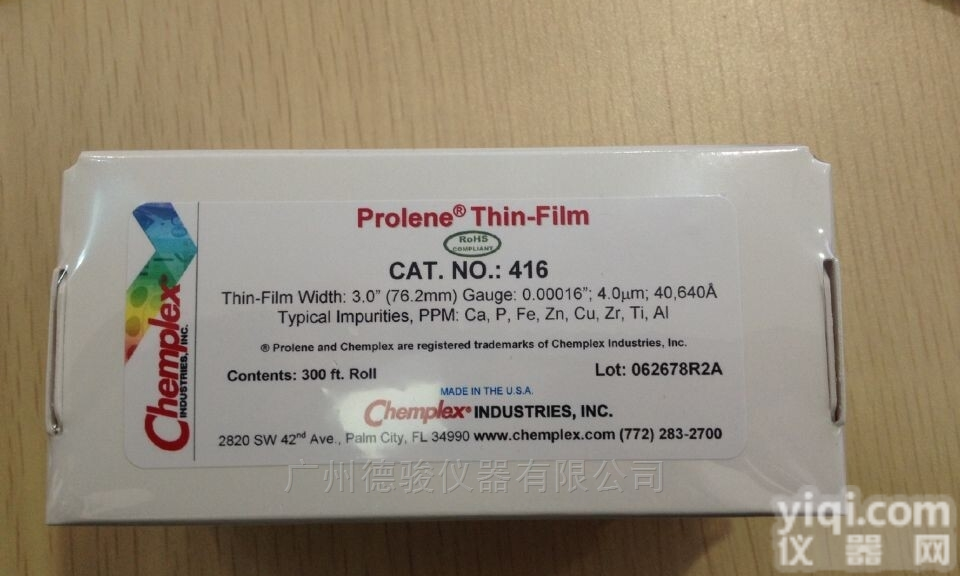 Prolene® Thin-Film
RoHS
COMPLIANT
CAT. NO.: 416
Thin-Film Width: 3.0" (76.2mm) Gauge: 0.00016"; 4.0µm; 40,640Å
Typical Impurities, PPM: Ca, P, Fe, Zn, Cu, Zr, Ti, Al
® Prolene and Chemplex are registered trademarks of Chemplex Industries, Inc.
Contents: 300 ft. Roll
Lot: 062678R2A
MADE IN THE U.S.A.
Chemplex® INDUSTRIES, INC.
2820 SW 42nd Ave., Palm City, FL 34990 www.chemplex.com (772) 283-2700
Chemplex®
INDUSTRIES, INC.
广州德骏仪器有限公司
yiqi.com
仪器网